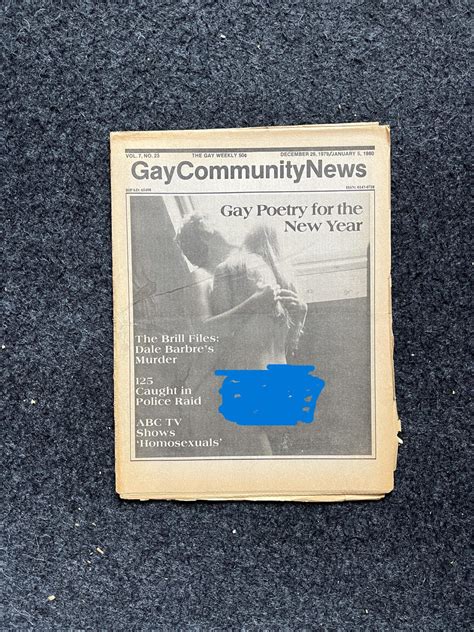 VOL. 7, NO. 23 THE GAY WEEKLY 50¢ DECEMBER 29, 1979/JANUARY 5, 1980
GayCommunityNews
Gay Poetry for the
New Year
The Brill Files:
Dale Barbre's
Murder
125
Caught in
Police Raid
ABC TV
Shows
'Homosexuals'